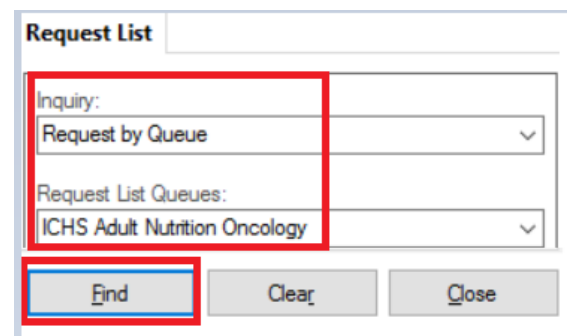 Request List
Inquiry:
Request by Queue
Request List Queues:
ICHS Adult Nutrition Oncology
Find Clear Close